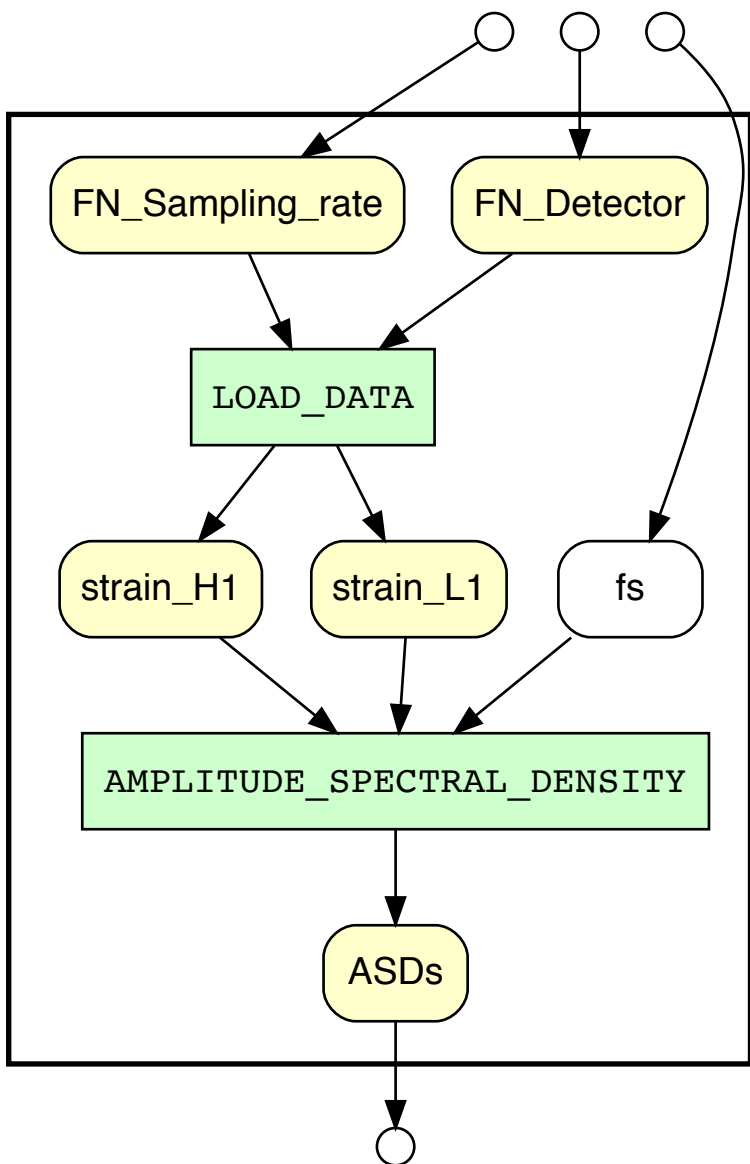 FN_Sampling_rate
FN_Detector
LOAD_DATA
strain_H1
strain_L1
fs
AMPLITUDE_SPECTRAL_DENSITY
ASDs